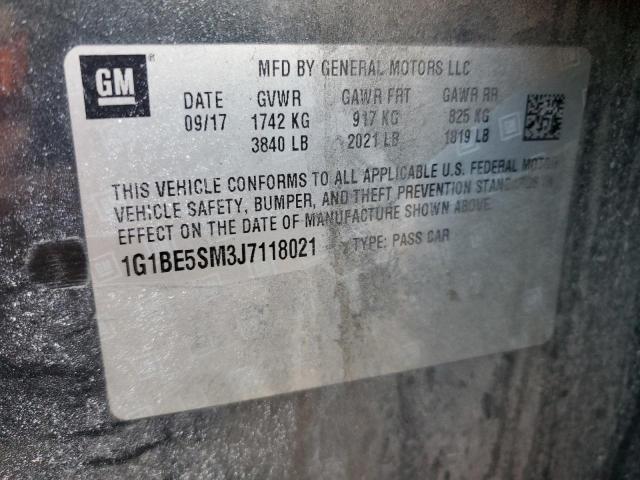 GM
MFD BY GENERAL MOTORS LLC
DATE GVWR GAWR FRT GAWR RR
09/17 1742 KG 917 KG 825 KG
3840 LB 2021 LB 1819 LB
THIS VEHICLE CONFORMS TO ALL APPLICABLE U.S. FEDERAL MOTOR
VEHICLE SAFETY, BUMPER, AND THEFT PREVENTION STANDARDS IN
EFFECT ON THE DATE OF MANUFACTURE SHOWN ABOVE.
1G1BE5SM3J7118021 TYPE: PASS CAR